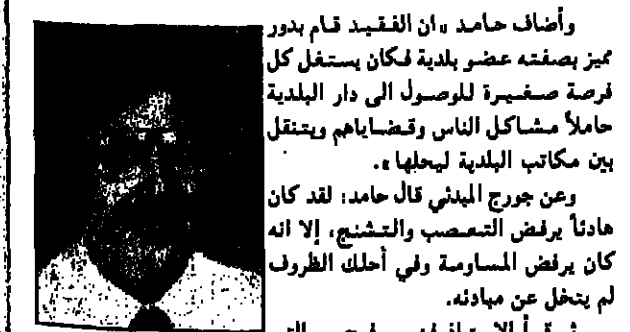 وأضاف حامد «ان الفقيد قام بدور
مميز بصفته عضو بلدية فكان يستغل كل
فرصة صغيرة للوصول الى دار البلدية
حاملاً مشاكل الناس وقضاياهم ويتنقل
بين مكاتب البلدية ليحلها».
وعن جورج المبدئي قال حامد: لقد كان
هادئاً يرفض التعصب والتشنج، إلا انه
كان يرفض المساومة وفي أحلك الظروف
لم يتخل عن مبادئه.